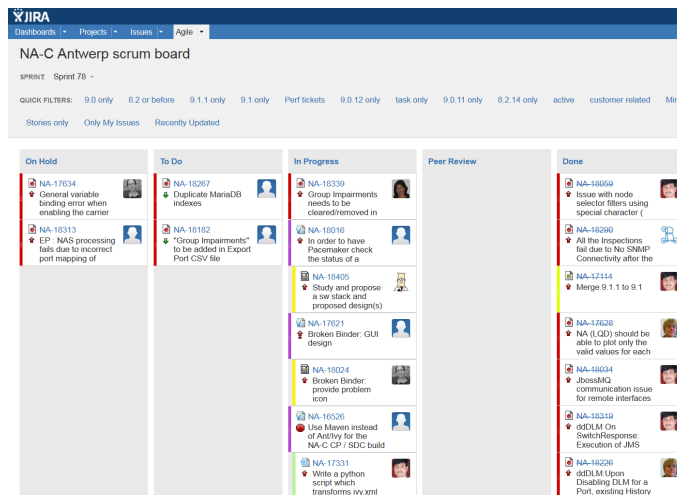 JIRA
Dashboards Projects Issues Agile
NA-C Antwerp scrum board
SPRINT: Sprint 78
QUICK FILTERS: 9.0 only 8.2 or before 9.1.1 only 9.1 only Perf tickets 9.0.12 only task only 9.0.11 only 8.2.14 only active customer related
Stories only Only My Issues Recently Updated
On Hold
NA-17634
General variable
binding error when
enabling the carrier
NA-18313
EP : NAS processing
fails due to incorrect
port mapping of
To Do
NA-18267
Duplicate MariaDB
indexes
NA-18182
"Group Impairments"
to be added in Export
Port CSV file
In Progress
NA-18339
Group Impairments
needs to be
cleared/removed in
NA-18016
In order to have
Pacemaker check
the status of a
NA-18405
Study and propose
a sw stack and
proposed design(s)
NA-17621
Broken Binder: GUI
design
NA-18024
Broken Binder:
provide problem
icon
NA-16526
Use Maven instead
of Ant/Ivy for the
NA-C CP / SDC build
NA-17331
Write a python
script which
transforms ivy.xml
Peer Review
Done
NA-18059
Issue with node
selector filters using
special character (
NA-18290
All the Inspections
fail due to No SNMP
Connectivity after the
NA-17114
Merge 9.1.1 to 9.1
NA-17628
NA (LQD) should be
able to plot only the
valid values for each
NA-18034
JbossMQ
communication issue
for remote interfaces
NA-18319
ddDLM On
SwitchResponse:
Execution of JMS
NA-18226
ddDLM:Upon
Disabling DLM for a
Port, existing History